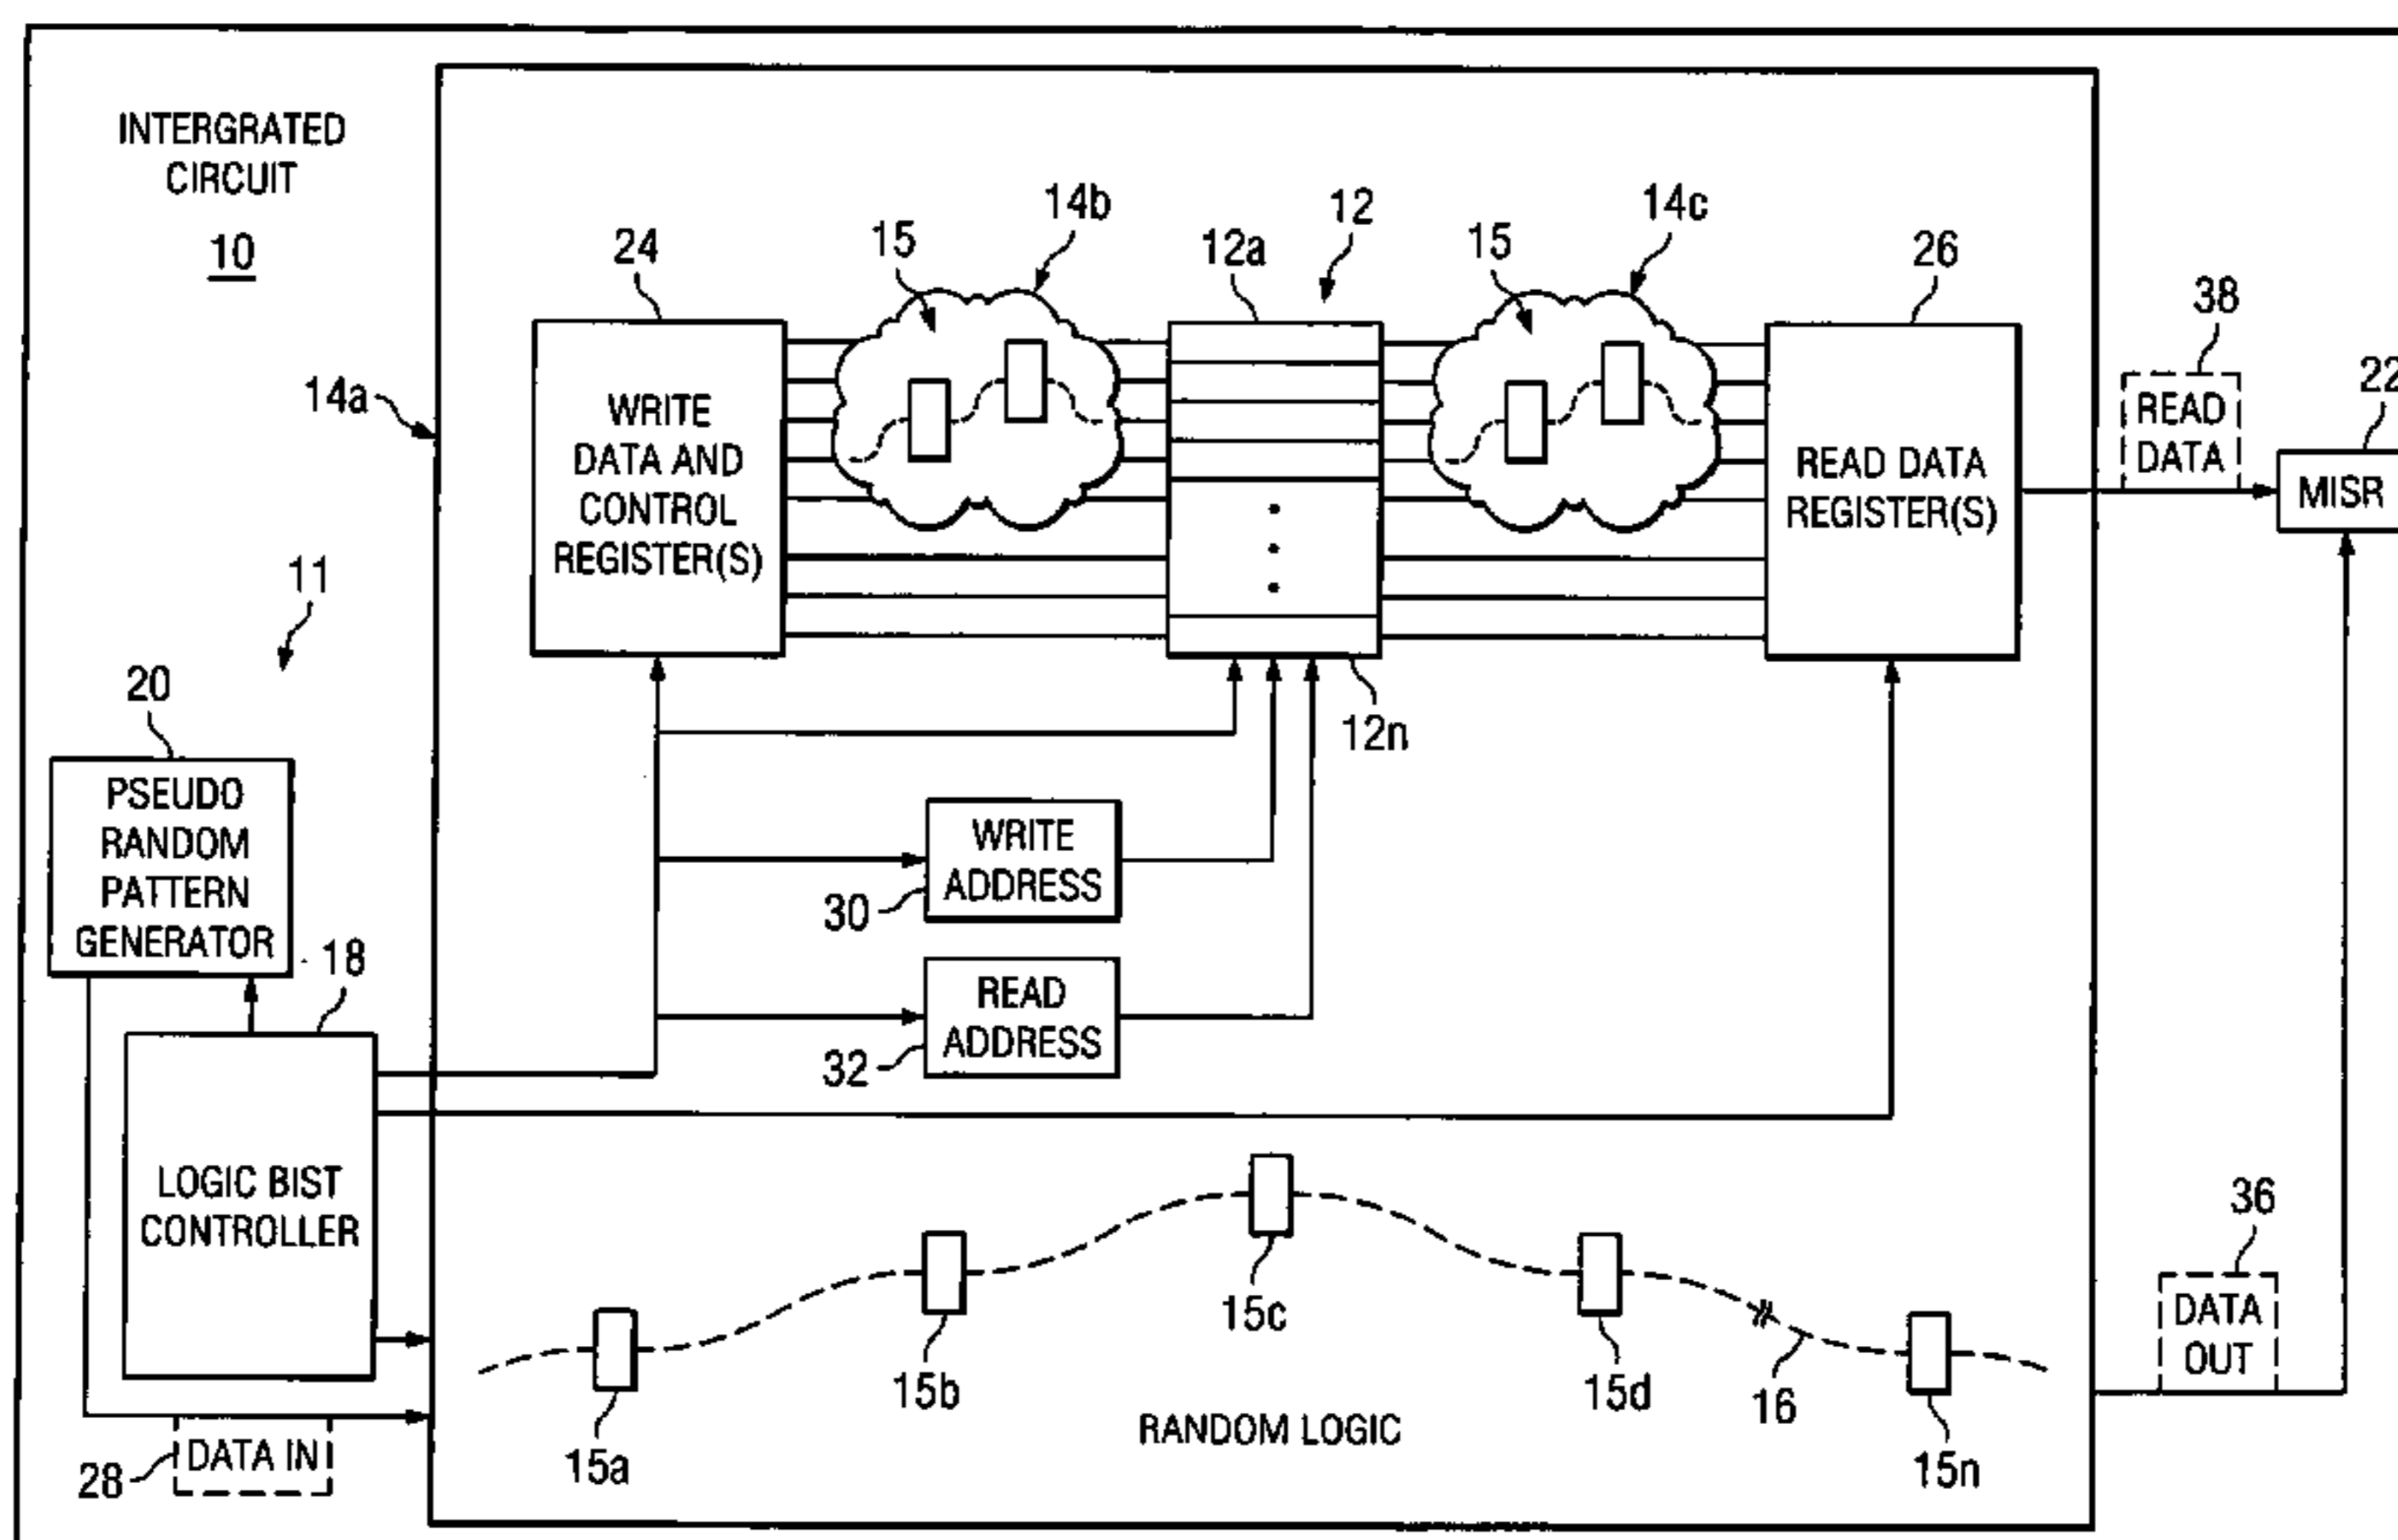 INTERGRATED
CIRCUIT
10
14a
24
15
14b
12a
12
15
14c
26
38
22
WRITE
DATA AND
CONTROL
REGISTER(S)
READ DATA
REGISTER(S)
READ
DATA
MISR
11
12n
20
PSEUDO
RANDOM
PATTERN
GENERATOR
18
WRITE
ADDRESS
30
READ
ADDRESS
32
LOGIC BIST
CONTROLLER
36
DATA
OUT
15c
15b
15d
16
15a
15n
RANDOM LOGIC
28
DATA IN